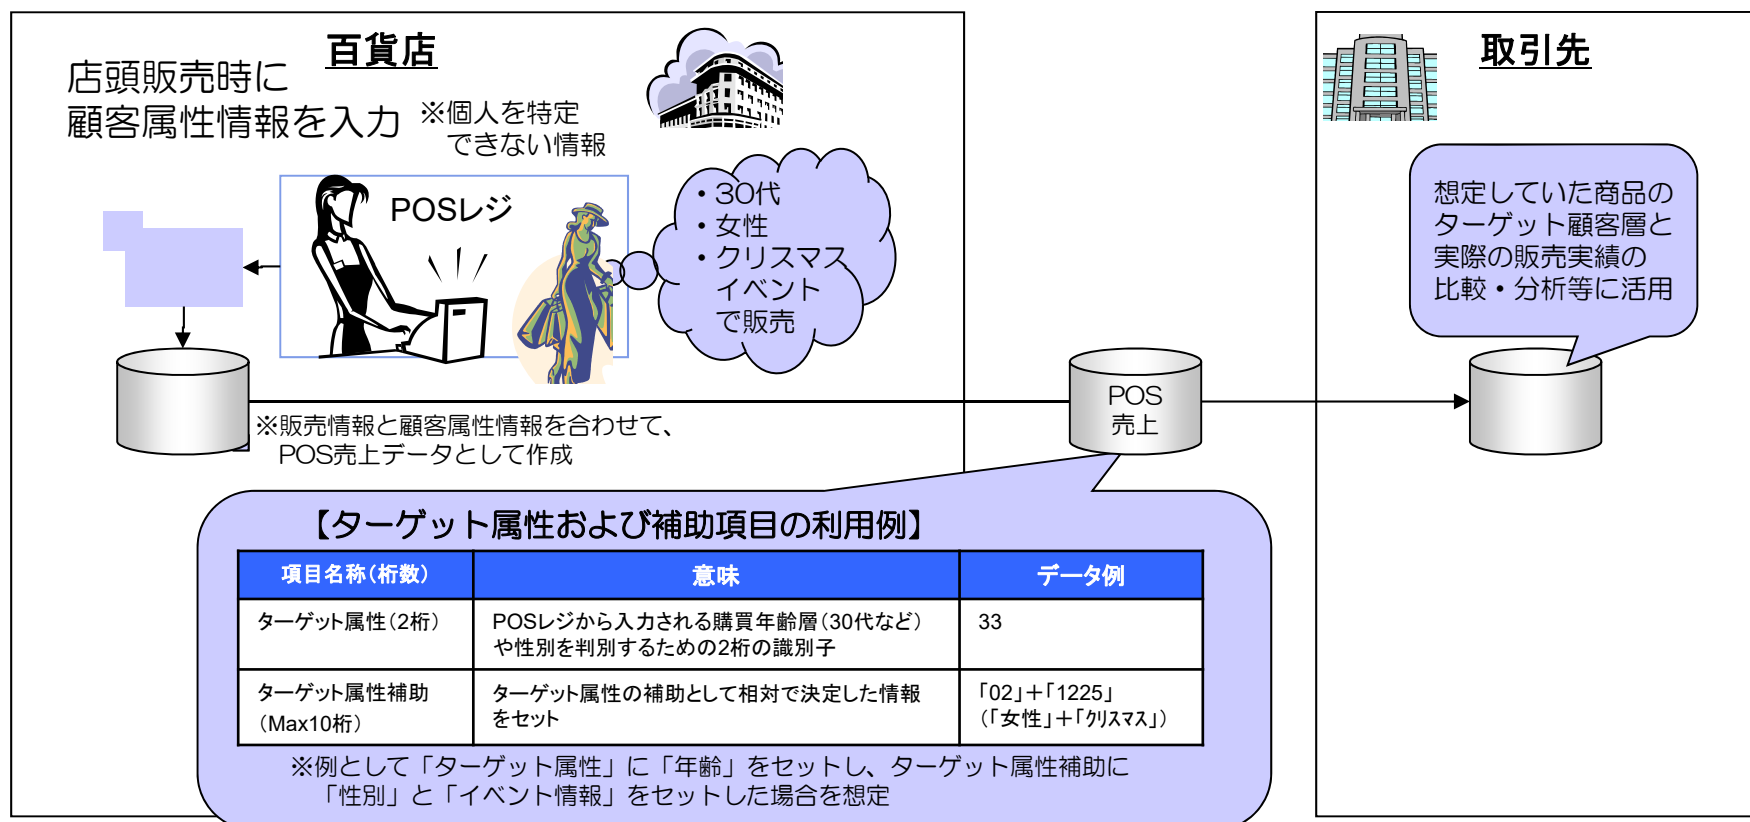 百貨店
店頭販売時に
顧客属性情報を入力
※個人を特定
できない情報
POSレジ
・30代
・女性
・クリスマス
イベント
で販売
※販売情報と顧客属性情報を合わせて、
POS売上データとして作成
POS
売上
取引先
想定していた商品の
ターゲット顧客層と
実際の販売実績の
比較・分析等に活用
【ターゲット属性および補助項目の利用例】
項目名称(桁数) 意味 データ例
ターゲット属性(2桁) POSレジから入力される購買年齢層(30代など) 33
や性別を判別するための2桁の識別子
ターゲット属性補助 ターゲット属性の補助として相対で決定した情報 「02」+「1225」
(Max10桁) をセット (「女性」+「クリスマス」)
※例として「ターゲット属性」に「年齢」をセットし、ターゲット属性補助に
「性別」と「イベント情報」をセットした場合を想定